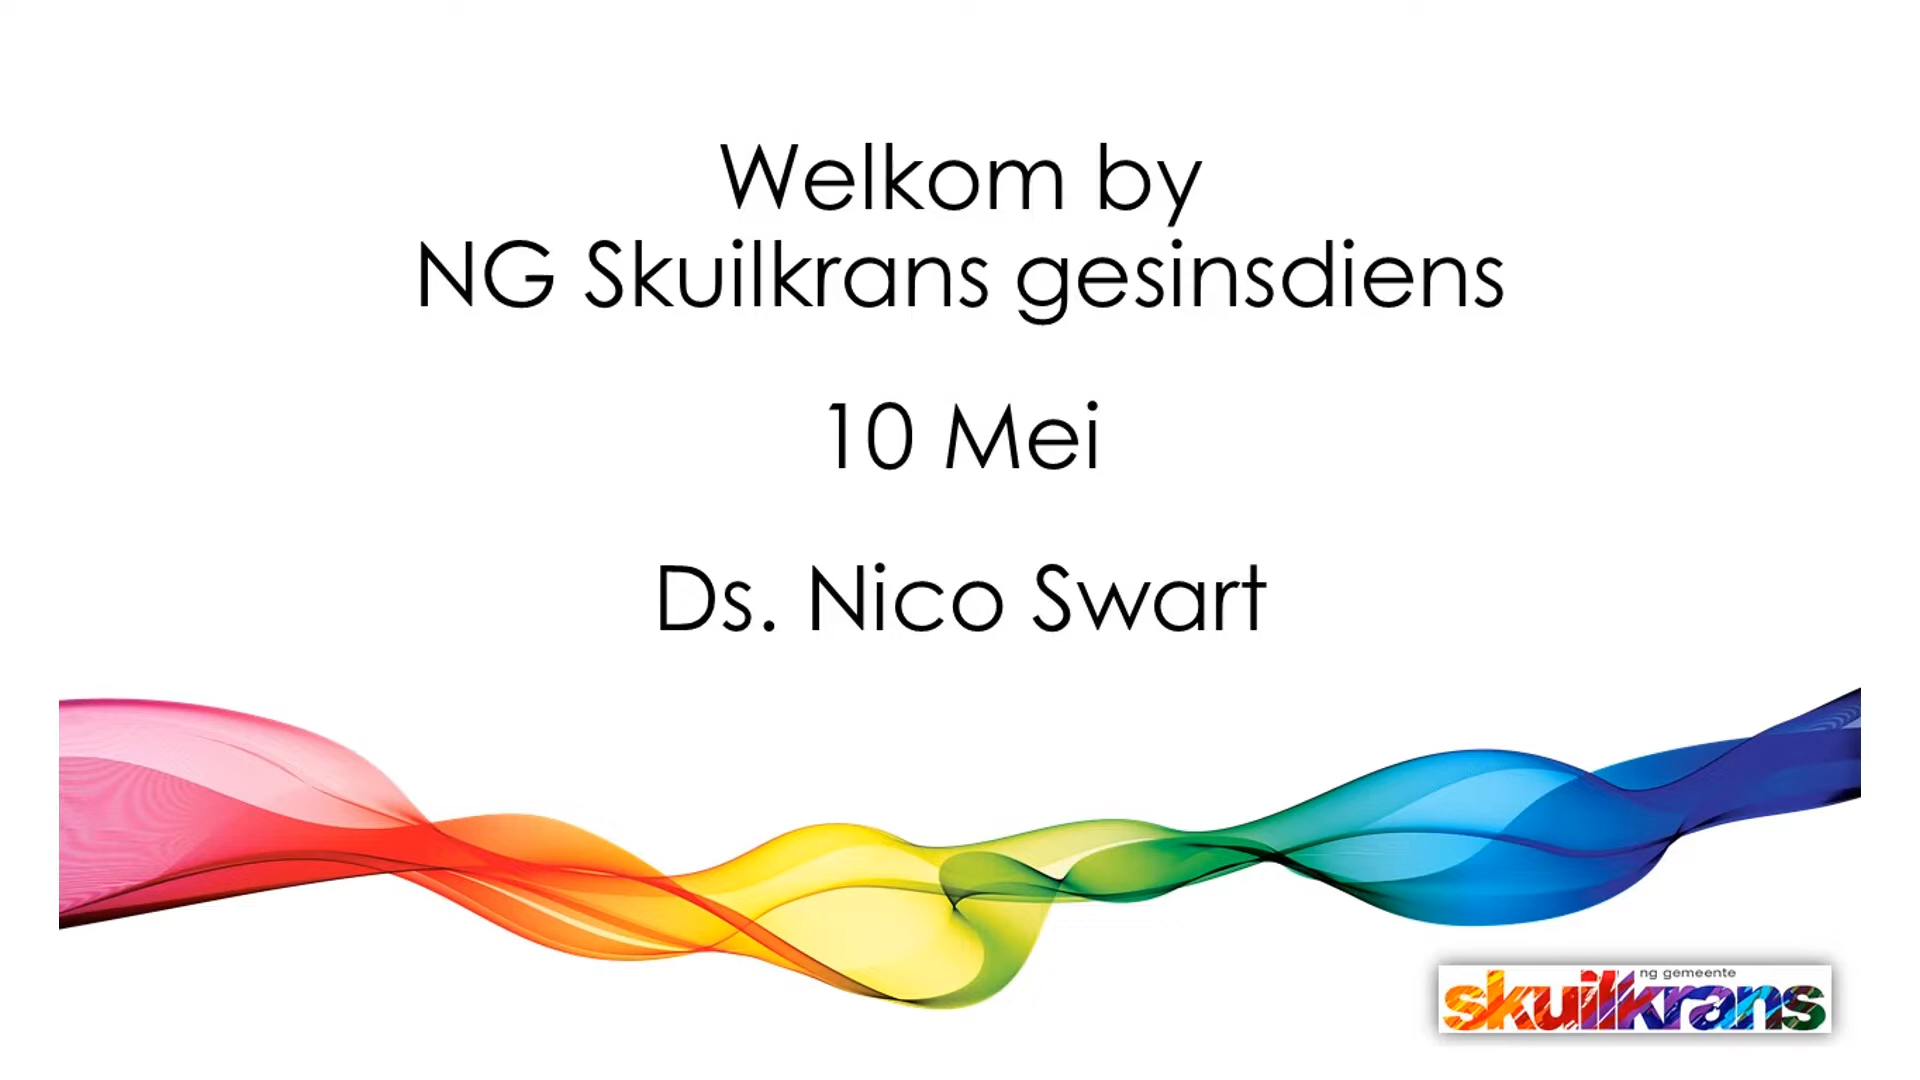 Welkom by
NG Skuilkrans gesinsdiens
10 Mei
Ds. Nico Swart
ng gemeente
skuilkrans